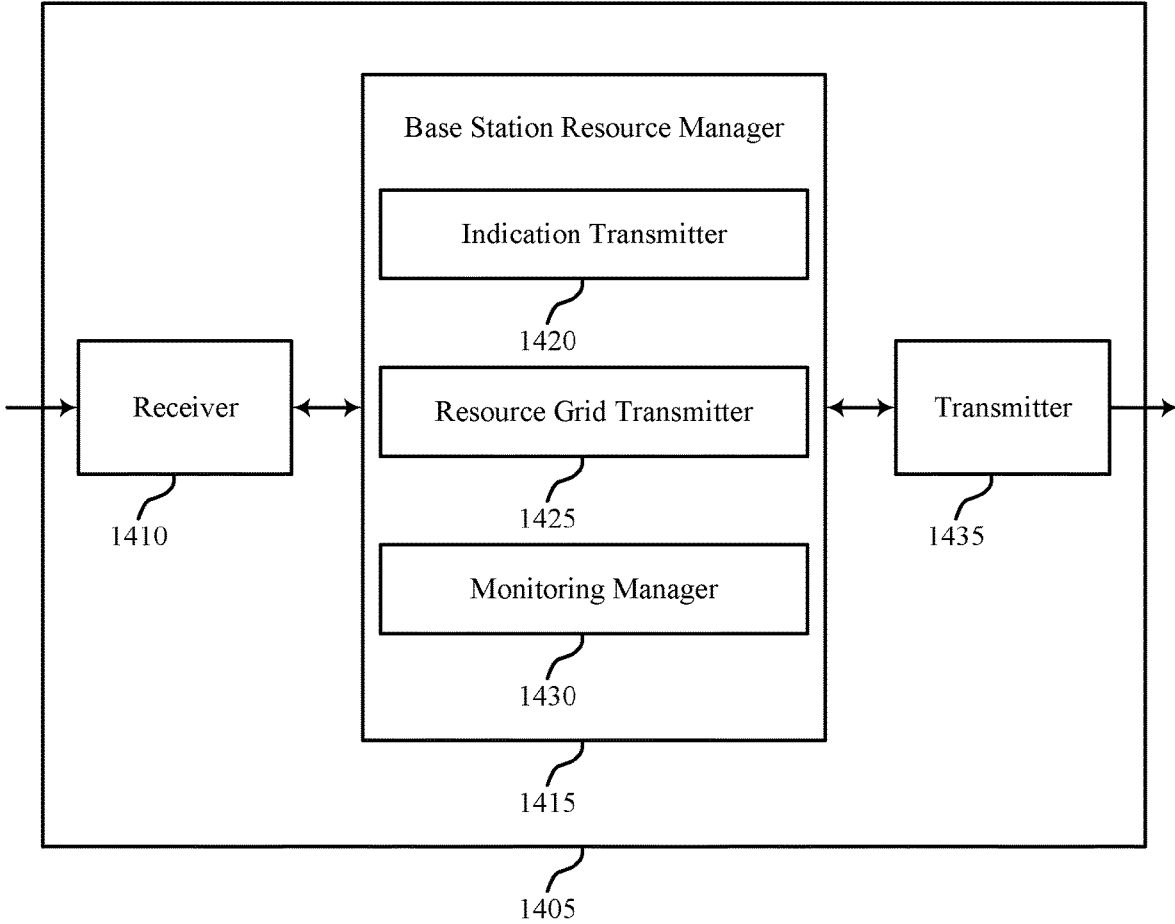 Base Station Resource Manager
Indication Transmitter
1420
Receiver
1410
Resource Grid Transmitter
1425
Transmitter
1435
Monitoring Manager
1430
1415
1405